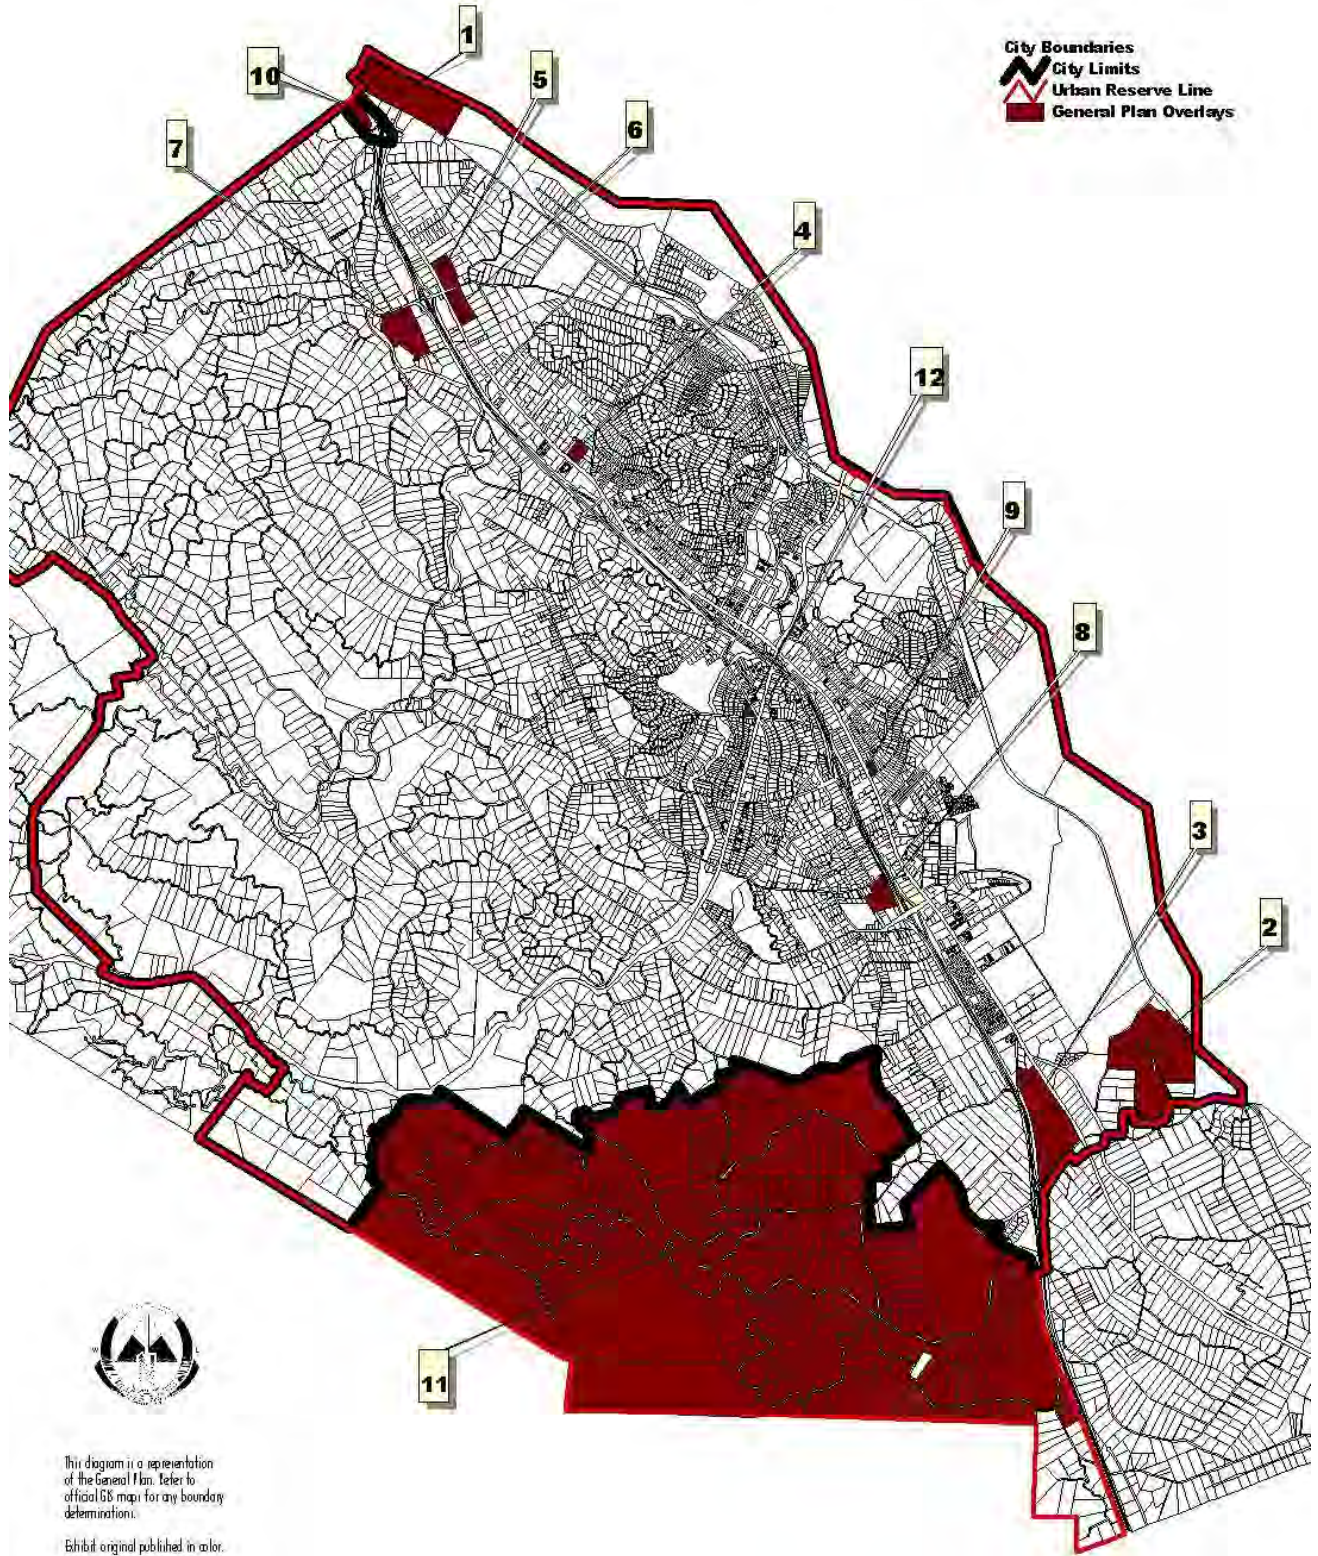 1
10
5
6
7
4
12
9
8
3
2
11
City Boundaries
City Limits
Urban Reserve Line
General Plan Overlays
This diagram is a representation
of the General Plan. Refer to
official GIS maps for any boundary
determinations.
Exhibit original published in color.